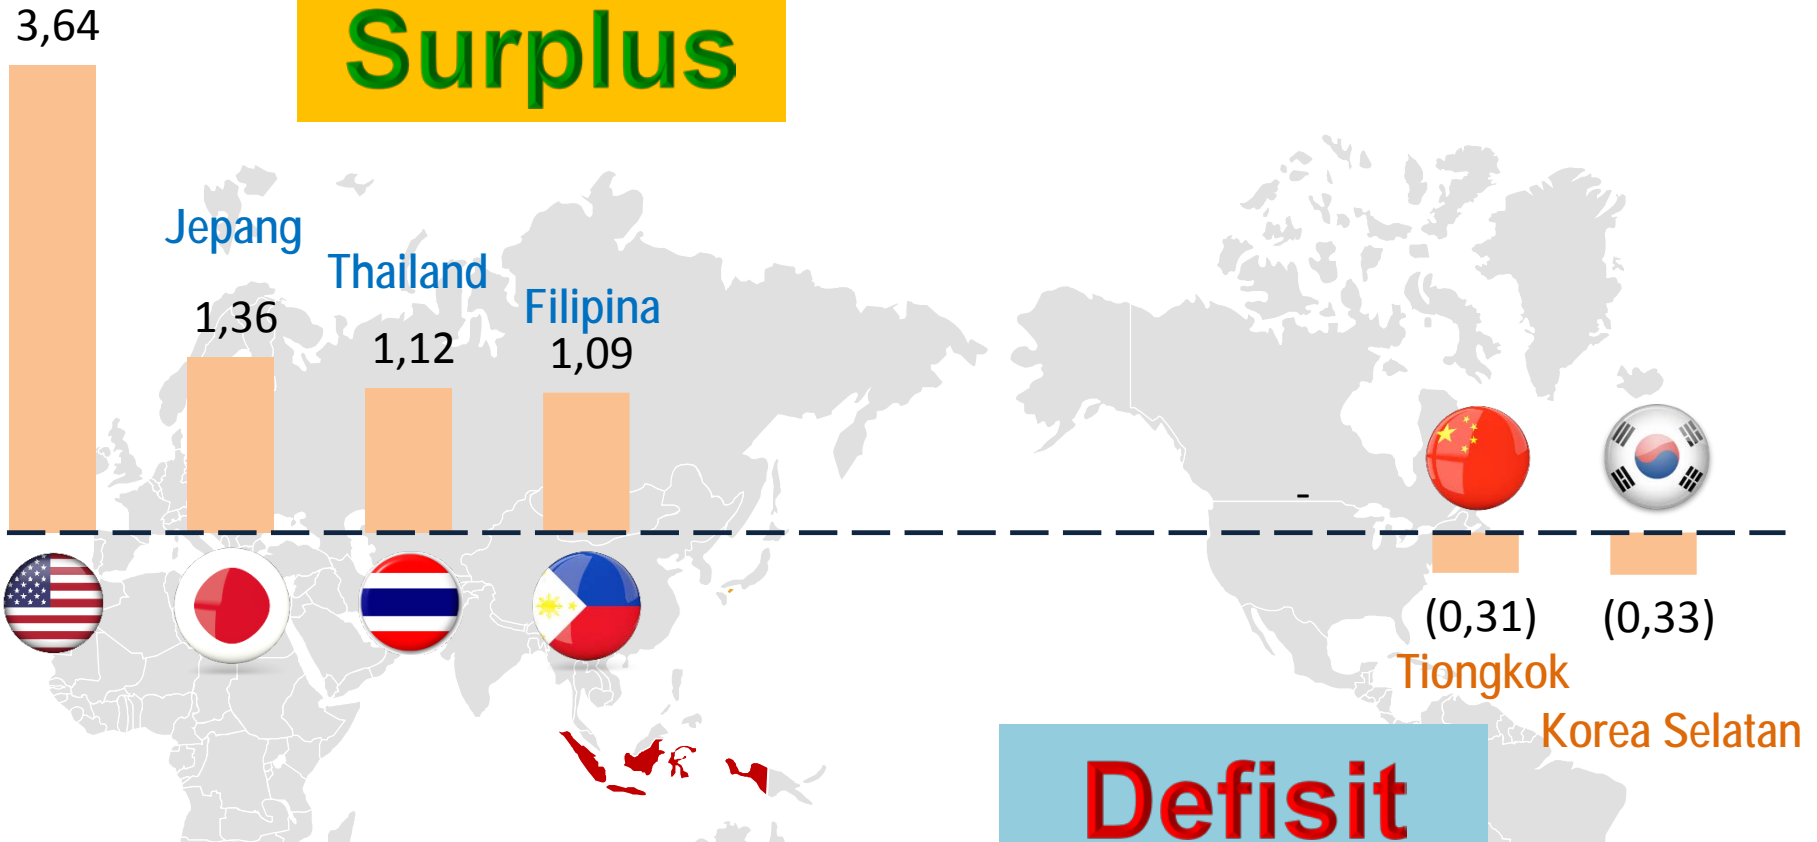 3,64
Surplus
Jepang
1,36
Thailand
1,12
Filipina
1,09
-
(0,31)
Tiongkok
(0,33)
Korea Selatan
Defisit